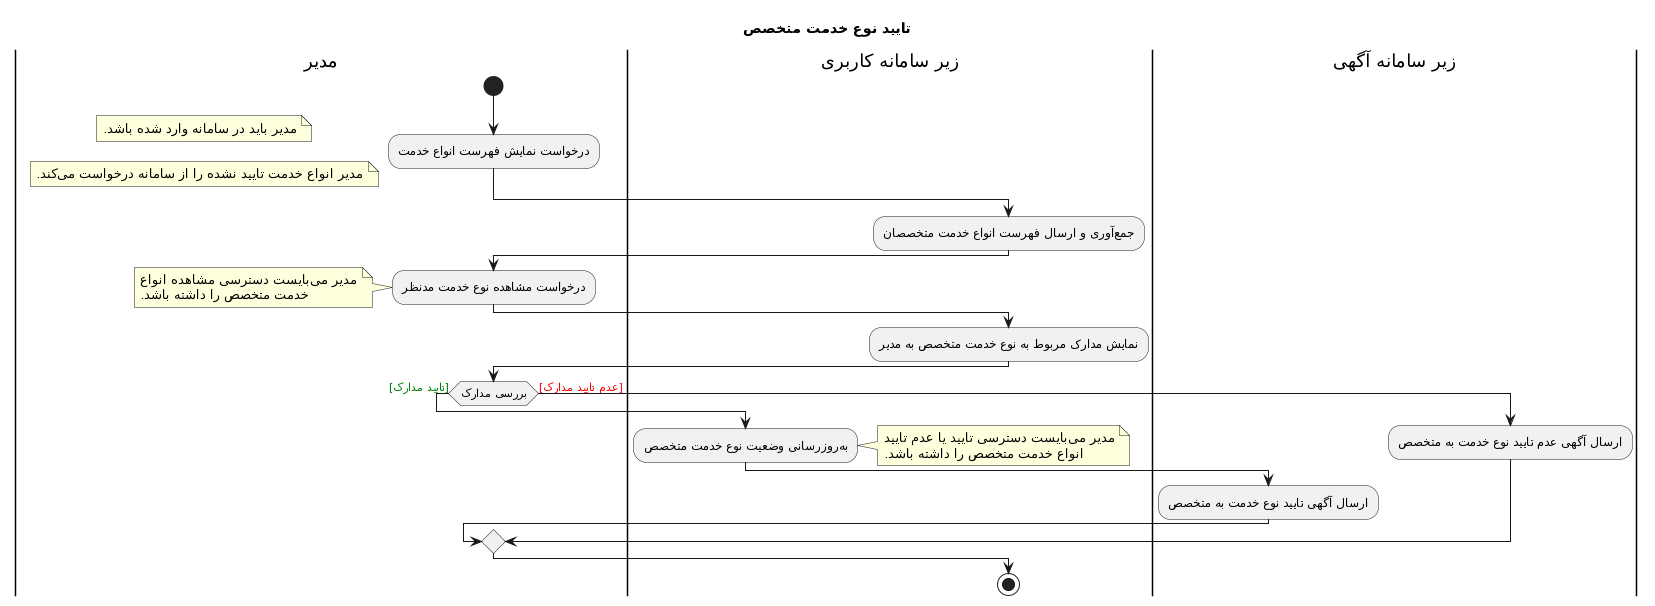 تایید نوع خدمت متخصص
مدیر
زیر سامانه کاربری
زیر سامانه آگهی
مدیر باید در سامانه وارد شده باشد.
درخواست نمایش فهرست انواع خدمت
مدیر انواع خدمت تایید نشده را از سامانه درخواست می‌کند.
جمع‌آوری و ارسال فهرست انواع خدمت متخصصان
مدیر می‌بایست دسترسی مشاهده انواع
خدمت متخصص را داشته باشد.
درخواست مشاهده نوع خدمت مدنظر
نمایش مدارک مربوط به نوع خدمت متخصص به مدیر
[تایید مدارک]
بررسی مدارک
[عدم تایید مدارک]
به‌روزرسانی وضعیت نوع خدمت متخصص
مدیر می‌بایست دسترسی تایید یا عدم تایید
انواع خدمت متخصص را داشته باشد.
ارسال آگهی عدم تایید نوع خدمت به متخصص
ارسال آگهی تایید نوع خدمت به متخصص